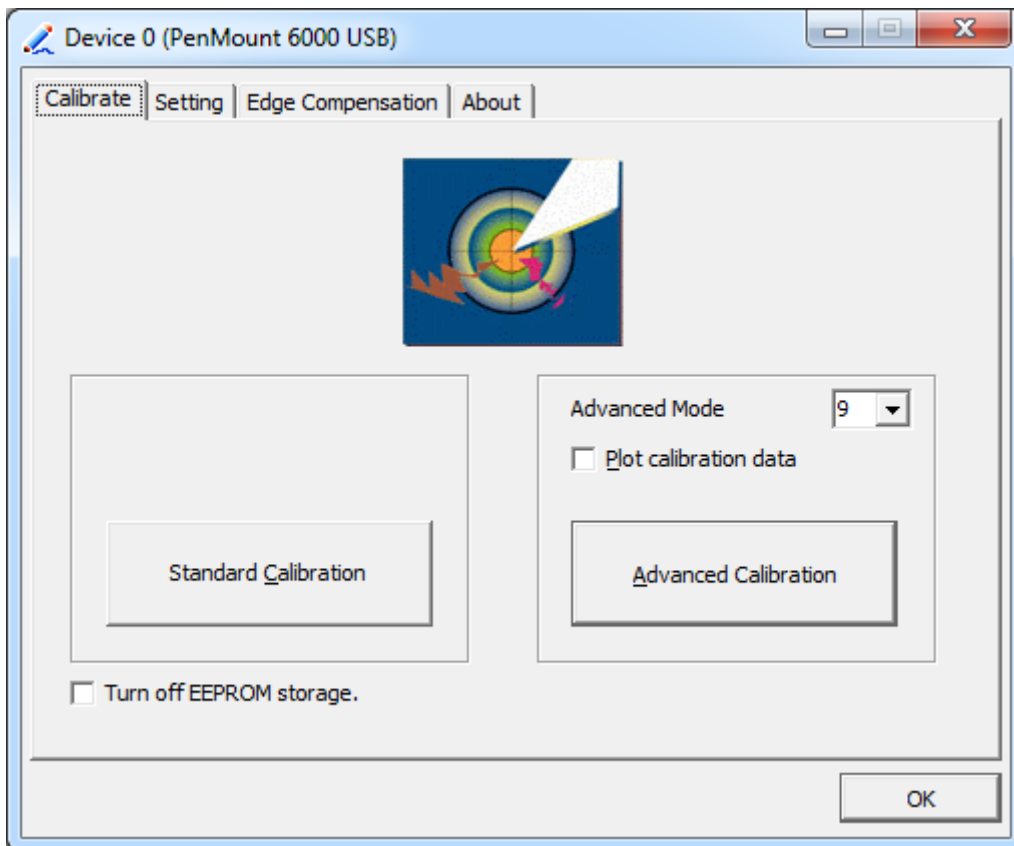 Device 0 (PenMount 6000 USB)
Calibrate Setting Edge Compensation About
Advanced Mode 9
Plot calibration data
Standard Calibration
Advanced Calibration
Turn off EEPROM storage.
OK